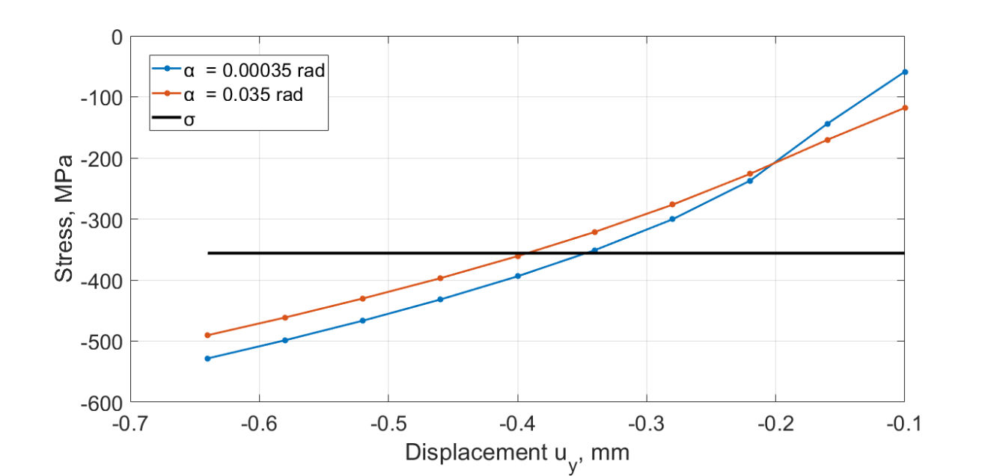 0
-100
-200
-300
-400
-500
-600
-0.7
-0.6
-0.5
-0.4
-0.3
-0.2
-0.1
Stress, MPa
Displacement u_y, mm
α = 0.00035 rad
α = 0.035 rad
σ